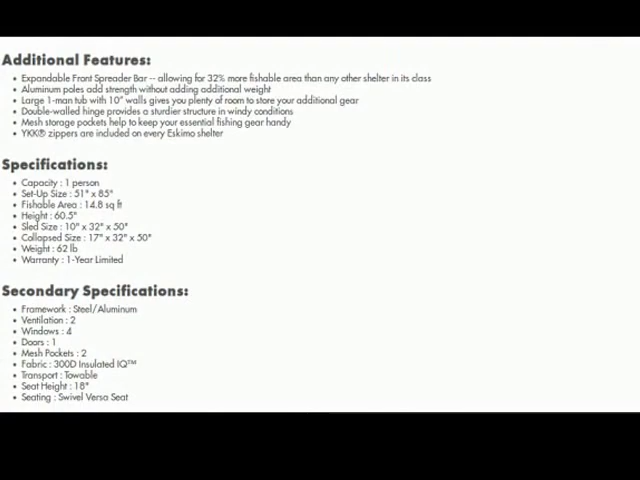 Additional Features:
• Expandable Front Spreader Bar -- allowing for 32% more fishable area than any other shelter in its class
• Aluminum poles add strength without adding additional weight
• Large 1-man tub with 10" walls gives you plenty of room to store your additional gear
• Double-walled hinge provides a sturdier structure in windy conditions
• Mesh storage pockets help to keep your essential fishing gear handy
• YKK® zippers are included on every Eskimo shelter
Specifications:
• Capacity : 1 person
• Set-Up Size : 51" x 85"
• Fishable Area : 14.8 sq ft
• Height : 60.5"
• Sled Size : 10" x 32" x 50"
• Collapsed Size : 17" x 32" x 50"
• Weight : 62 lb
• Warranty : 1-Year Limited
Secondary Specifications:
• Framework : Steel/Aluminum
• Ventilation : 2
• Windows : 4
• Doors : 1
• Mesh Pockets : 2
• Fabric : 300D Insulated IQ™
• Transport : Towable
• Seat Height : 18"
• Seating : Swivel Versa Seat